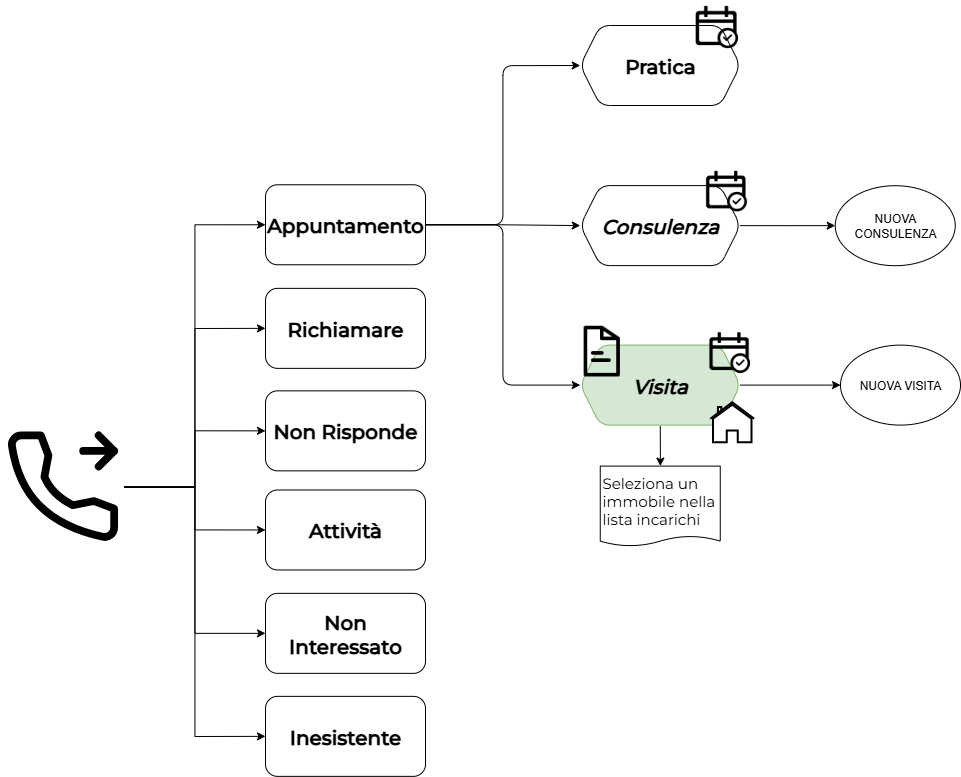 Pratica
Appuntamento
Consulenza
NUOVA
CONSULENZA
Richiamare
Visita
NUOVA VISITA
Non Risponde
Seleziona un
immobile nella
lista incarichi
Attività
Non
Interessato
Inesistente